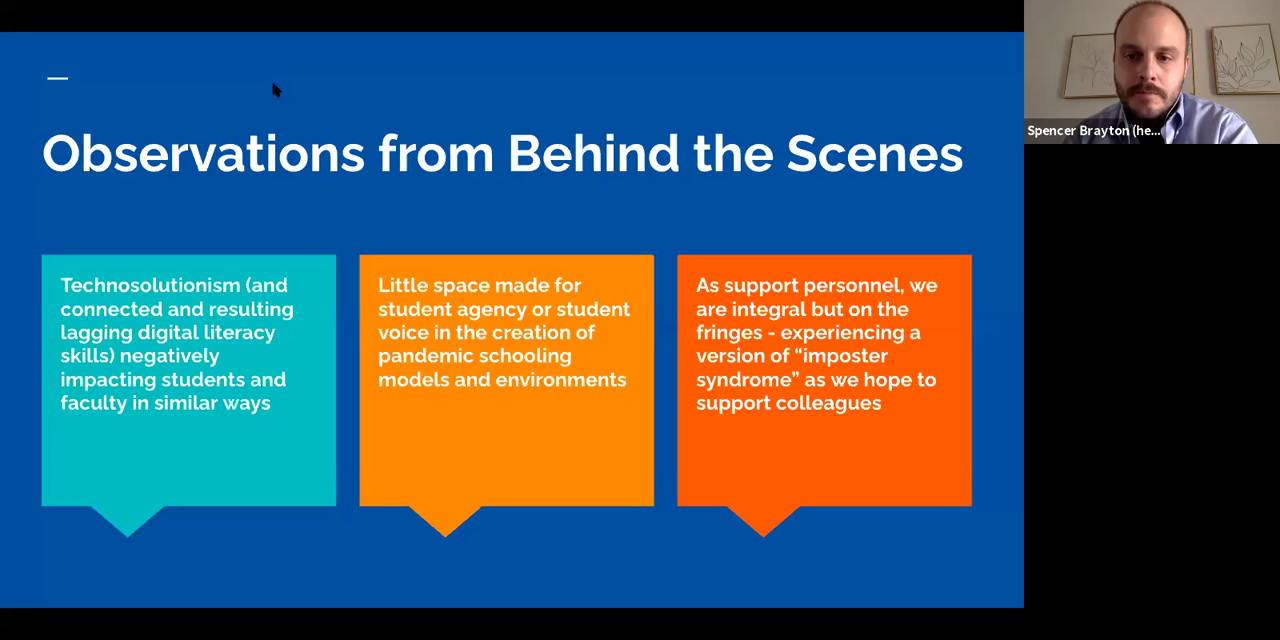 Observations from Behind the Scenes
Technosolutionism (and
connected and resulting
lagging digital literacy
skills) negatively
impacting students and
faculty in similar ways
Little space made for
student agency or student
voice in the creation of
pandemic schooling
models and environments
As support personnel, we
are integral but on the
fringes - experiencing a
version of “imposter
syndrome” as we hope to
support colleagues
Spencer Brayton (he...